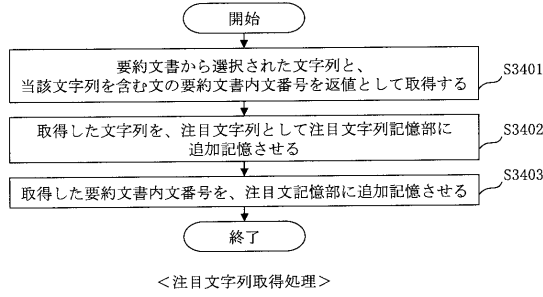 開始
要約文書から選択された文字列と、
当該文字列を含む文の要約文書内文番号を返値として取得する
S3401
取得した文字列を、注目文字列として注目文字列記憶部に
追加記憶させる
S3402
取得した要約文書内文番号を、注目文記憶部に追加記憶させる
S3403
終了
＜注目文字列取得処理＞